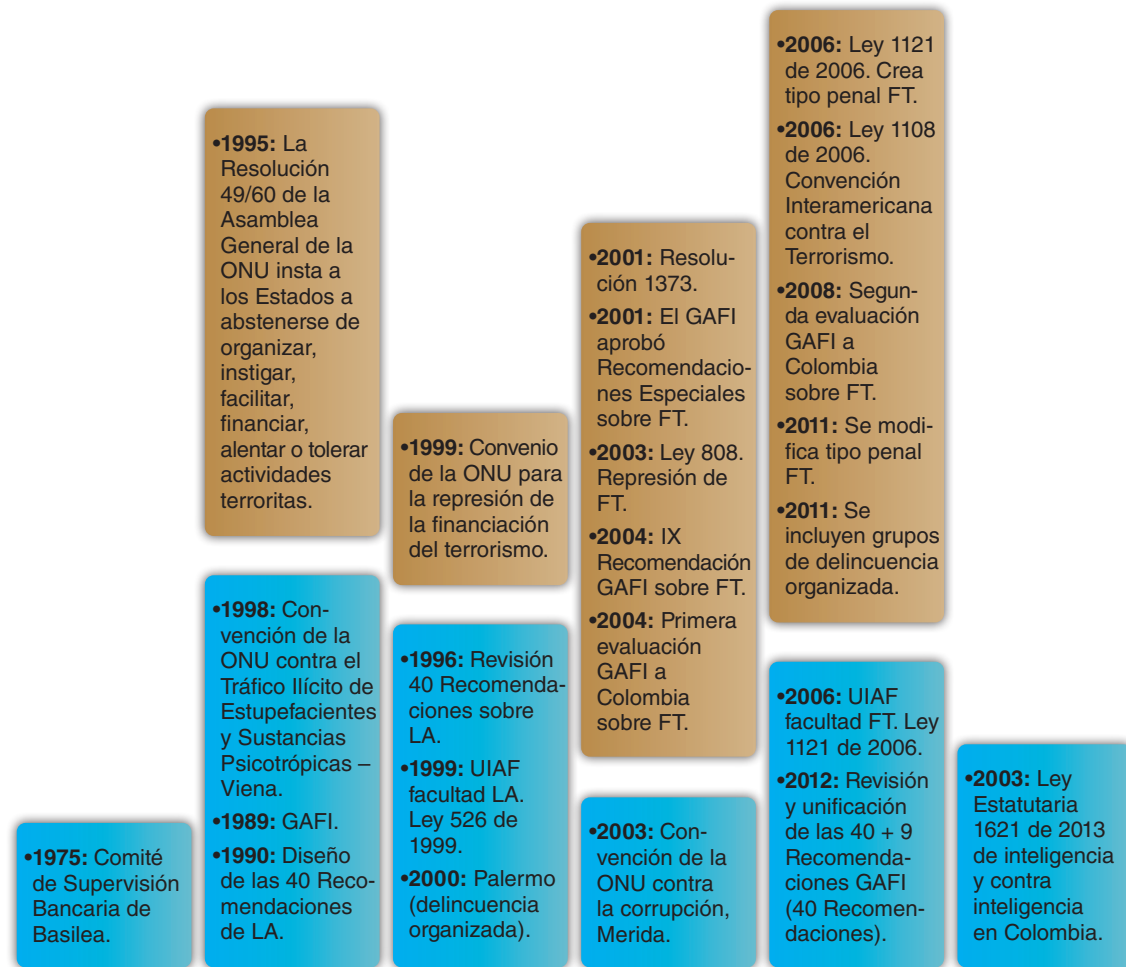 •1975: Comité
de Supervisión
Bancaria de
Basilea.
•1995: La
Resolución
49/60 de la
Asamblea
General de la
ONU insta a
los Estados a
abstenerse de
organizar,
instigar,
facilitar,
financiar,
alentar o tolerar
actividades
territas.
•1998: Con-
vención de la
ONU contra el
Tráfico Ilícito de
Estupefacientes
y Sustancias
Psicotrópicas –
Viena.
•1989: GAFI.
•1990: Diseño
de las 40 Reco-
mendaciones
de LA.
•1999: Convenio
de la ONU para
la represión de
la financiación
del terrorismo.
•1996: Revisión
40 Recomenda-
ciones sobre
LA.
•1999: UIAF
facultad LA.
Ley 526 de
1999.
•2000: Palermo
(delincuencia
organizada).
•2001: Resolu-
ción 1373.
•2001: El GAFI
aprobó
Recomendacio-
nes Especiales
sobre FT.
•2003: Ley 808.
Represión de
FT.
•2004: IX
Recomendación
GAFI sobre FT.
•2004: Primera
evaluación
GAFI a
Colombia
sobre FT.
•2003: Con-
vención de la
ONU contra
la corrupción,
Merida.
•2006: Ley 1121
de 2006. Crea
tipo penal FT.
•2006: Ley 1108
de 2006.
Convención
Interamericana
contra el
Terrorismo.
•2008: Segun-
da evaluación
GAFI a
Colombia
sobre FT.
•2011: Se modi-
fica tipo penal
FT.
•2011: Se
incluyen grupos
de delincuencia
organizada.
•2006: UIAF
facultad FT. Ley
1121 de 2006.
•2012: Revisión
y unificación
de las 40 + 9
Recomenda-
ciones GAFI
(40 Recomen-
daciones).
•2003: Ley
Estatutaria
1621 de 2013
de inteligencia
y contra
inteligencia
en Colombia.